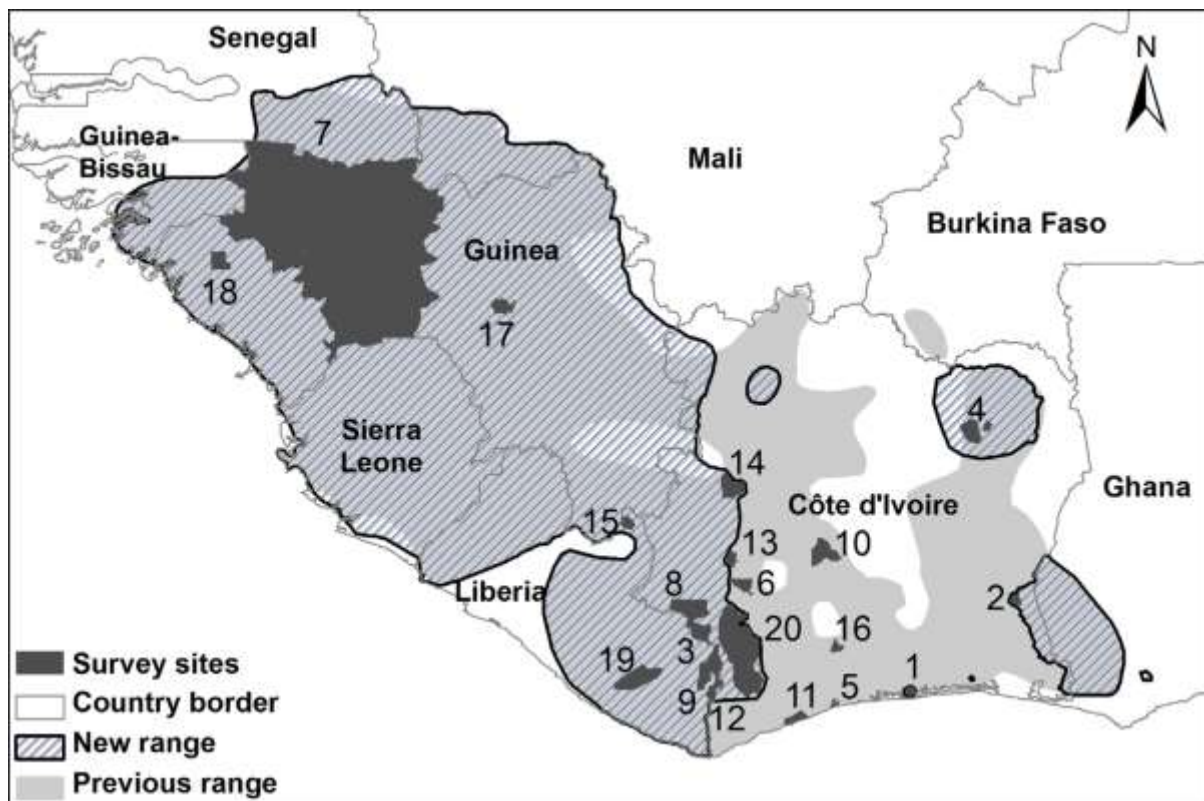 Senegal
N
Guinea-
Bissau
7
Mali
Burkina Faso
Guinea
18
17
4
Sierra
Leone
14
Ghana
Côte d'Ivoire
15
13
10
6
Liberia
8
2
20
16
3
19
1
9
5
11
12
Survey sites
Country border
New range
Previous range